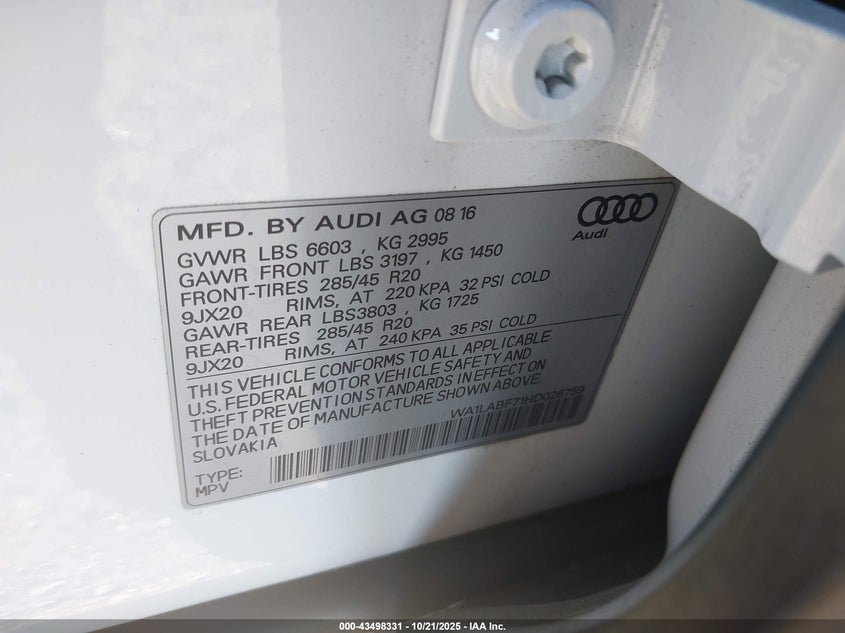 MFD. BY AUDI AG 08 16
Audi
GVWR LBS 6603 , KG 2995
GAWR FRONT LBS 3197 , KG 1450
FRONT-TIRES 285/45 R20
9JX20 RIMS, AT 220 KPA 32 PSI COLD
GAWR REAR LBS3803 , KG 1725
REAR-TIRES 285/45 R20
9JX20 RIMS, AT 240 KPA 35 PSI COLD
THIS VEHICLE CONFORMS TO ALL APPLICABLE
U.S. FEDERAL MOTOR VEHICLE SAFETY AND
THEFT PREVENTION STANDARDS IN EFFECT ON
THE DATE OF MANUFACTURE SHOWN ABOVE.
SLOVAKIA
WA1LABF71HD026759
TYPE:
MPV
000-43498331 - 10/21/2025 - IAA Inc.